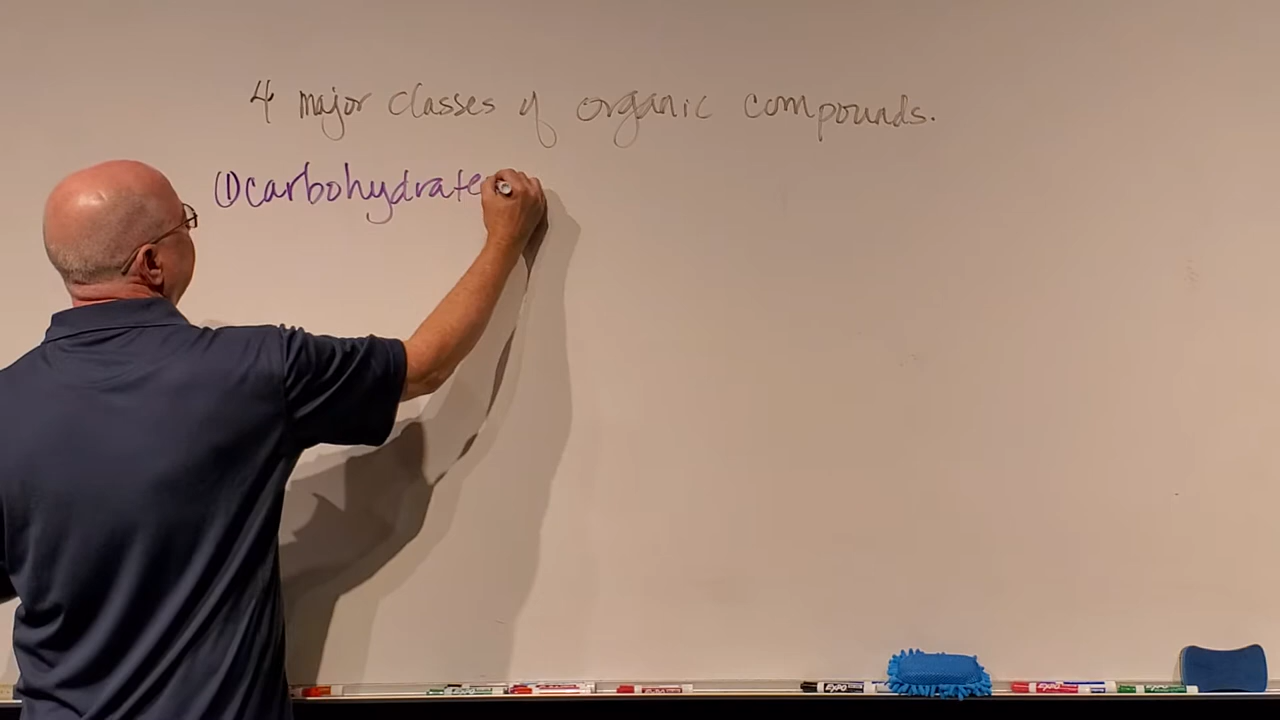 4 major classes of organic compounds.
①carbohydrate